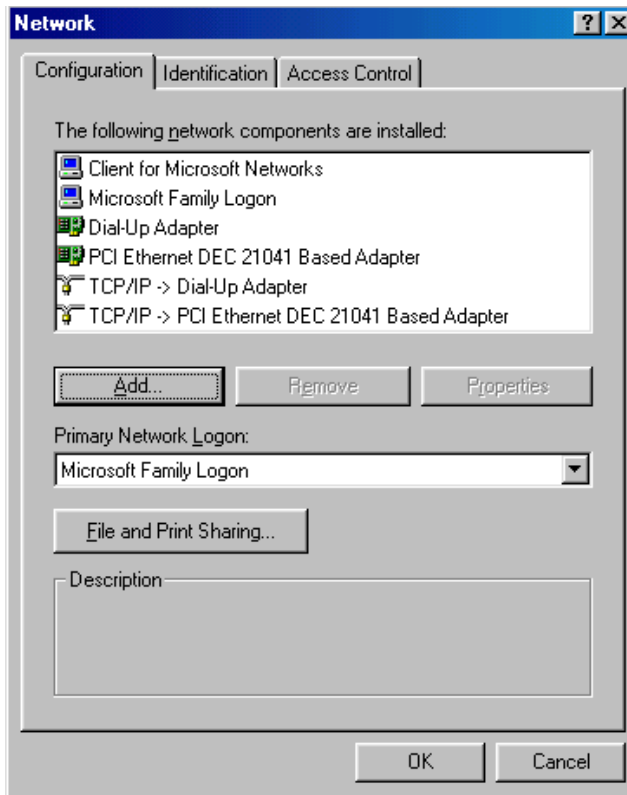 Network
Configuration Identification Access Control
The following network components are installed:
Client for Microsoft Networks
Microsoft Family Logon
Dial-Up Adapter
PCI Ethernet DEC 21041 Based Adapter
TCP/IP -> Dial-Up Adapter
TCP/IP -> PCI Ethernet DEC 21041 Based Adapter
Add... Remove Properties
Primary Network Logon:
Microsoft Family Logon
File and Print Sharing...
Description
OK Cancel